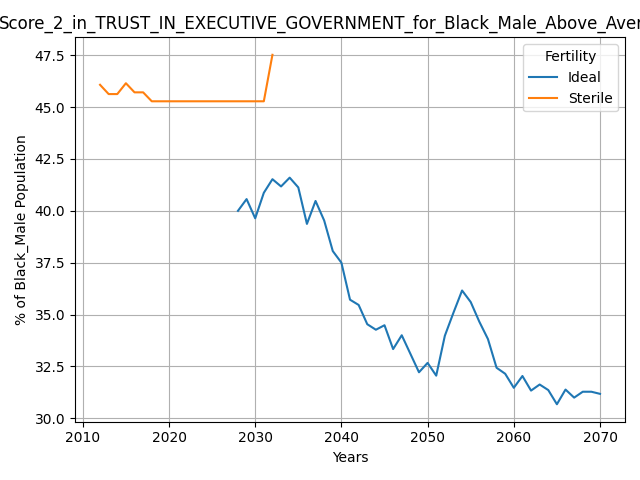 Score_2_in_TRUST_IN_EXECUTIVE_GOVERNMENT_for_Black_Male_Above_Aver
Fertility
Ideal
Sterile
% of Black_Male Population
47.5
45.0
42.5
40.0
37.5
35.0
32.5
30.0
2010 2020 2030 2040 2050 2060 2070
Years